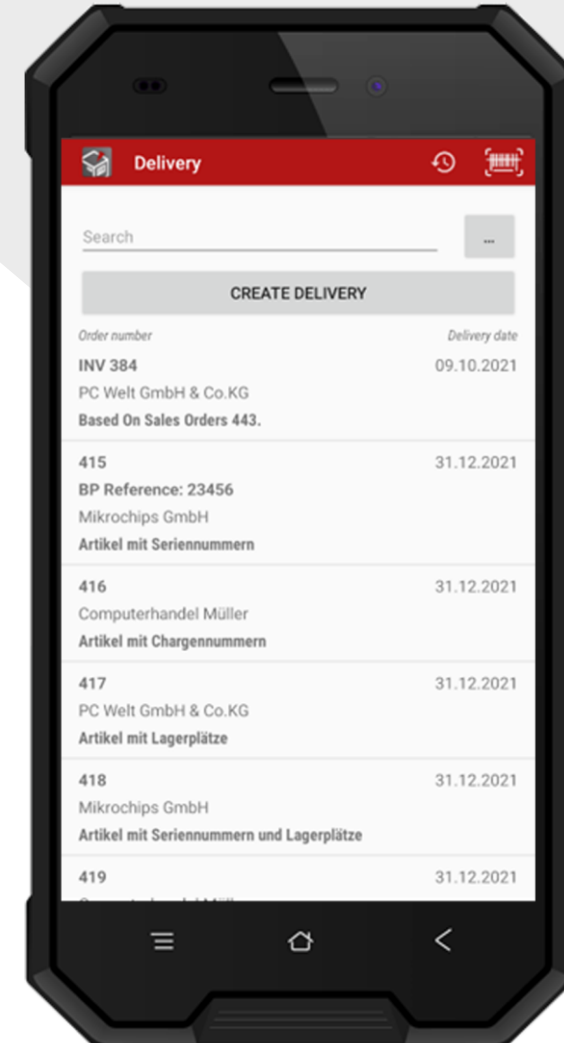 Delivery
Search
...
CREATE DELIVERY
Order number Delivery date
INV 384 09.10.2021
PC Welt GmbH & Co.KG
Based On Sales Orders 443.
415 31.12.2021
BP Reference: 23456
Mikrochips GmbH
Artikel mit Seriennummern
416 31.12.2021
Computerhandel Müller
Artikel mit Chargennummern
417 31.12.2021
PC Welt GmbH & Co.KG
Artikel mit Lagerplätze
418 31.12.2021
Mikrochips GmbH
Artikel mit Seriennummern und Lagerplätze
419 31.12.2021